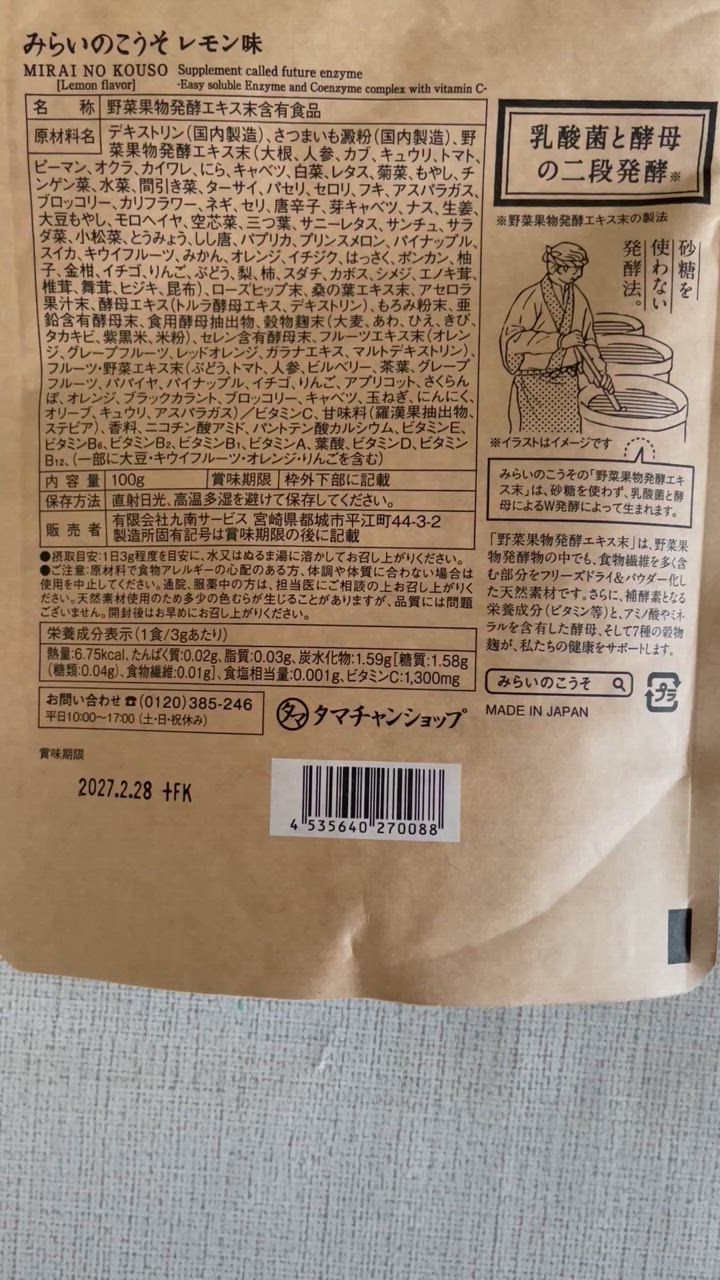 みらいのこうそ レモン味
MIRAI NO KOUSO Supplement called future enzyme
[Lemon flavor] -Easy soluble Enzyme and Coenzyme complex with vitamin C-
名 称 野菜果物発酵エキス末含有食品
原材料名 デキストリン(国内製造)、さつまいも澱粉(国内製造)、野
菜果物発酵エキス末(大根、人参、カブ、キュウリ、トマト、
ピーマン、オクラ、カイワレ、にら、キャベツ、白菜、レタス、菊菜、もやし、チ
ンゲン菜、水菜、間引き菜、ターサイ、パセリ、セロリ、フキ、アスパラガス、
ブロッコリー、カリフラワー、ネギ、セリ、唐辛子、芽キャベツ、ナス、生姜、
大豆もやし、モロヘイヤ、空芯菜、三つ葉、サニーレタス、サンチュ、サラ
ダ菜、小松菜、とうみょう、しし唐、パプリカ、プリンスメロン、パイナップル、
スイカ、キウイフルーツ、みかん、オレンジ、イチジク、はっさく、ポンカン、柚
子、金柑、イチゴ、りんご、ぶどう、梨、柿、スダチ、カボス、シメジ、エノキ茸、
椎茸、舞茸、ヒジキ、昆布)、ローズヒップ末、桑の葉エキス末、アセロラ
果汁末、酵母エキス(トルラ酵母エキス、デキストリン)、もろみ粉末、亜
鉛含有酵母末、食用酵母抽出物、穀物麹末(大麦、あわ、ひえ、きび、
タカキビ、紫黒米、米粉)、セレン含有酵母末、フルーツエキス末(オレン
ジ、グレープフルーツ、レッドオレンジ、ガラナエキス、マルトデキストリン)、
フルーツ・野菜エキス末(ぶどう、トマト、人参、ビルベリー、茶葉、グレープ
フルーツ、パパイヤ、パイナップル、イチゴ、りんご、アプリコット、さくらん
ぼ、オレンジ、ブラックカラント、ブロッコリー、キャベツ、玉ねぎ、にんにく、
オリーブ、キュウリ、アスパラガス)／ビタミンC、甘味料(羅漢果抽出物、
ステビア)、香料、ニコチン酸アミド、パントテン酸カルシウム、ビタミンE、
ビタミンB₆、ビタミンB₂、ビタミンB₁、ビタミンA、葉酸、ビタミンD、ビタミン
B₁₂、(一部に大豆・キウイフルーツ・オレンジ・りんごを含む)
内容量 100g 賞味期限 枠外下部に記載
保存方法 直射日光、高温多湿を避けて保存してください。
販売者 有限会社九南サービス 宮崎県都城市平江町44-3-2
製造所固有記号は賞味期限の後に記載
●摂取目安:1日3g程度を目安に、水又はぬるま湯に溶かしてお召し上がりください。
●ご注意:原材料で食物アレルギーの心配のある方、体調や体質に合わない場合は
使用を中止してください。通院、服薬中の方は、担当医にご相談の上お召し上がりく
ださい。天然素材使用のため多少の色むらが生じることがありますが、品質には問題
ございません。開封後はお早めにお召し上がりください。
栄養成分表示(1食/3gあたり)
熱量:6.75kcal、たんぱく質:0.02g、脂質:0.03g、炭水化物:1.59g[糖質:1.58g
(糖類:0.04g)、食物繊維:0.01g]、食塩相当量:0.001g、ビタミンC:1,300mg
お問い合わせ☎(0120)385-246
平日10:00〜17:00(土・日・祝休み)
タマ タマチャンショップ
賞味期限
2027.2.28 +FK
4 535640 270088
乳酸菌と酵母
の二段発酵※
※野菜果物発酵エキス末の製法
砂糖を
使わない
発酵法。
※イラストはイメージです
みらいのこうその「野菜果物発酵エキ
ス末」は、砂糖を使わず、乳酸菌と酵
母によるW発酵によって生まれます。
「野菜果物発酵エキス末」は、野菜果
物発酵物の中でも、食物繊維を多く含
む部分をフリーズドライ&パウダー化し
た天然素材です。さらに、補酵素となる
栄養成分(ビタミン等)と、アミノ酸やミネ
ラルを含有した酵母、そして7種の穀物
麹が、私たちの健康をサポートします。
みらいのこうそ
プラ
MADE IN JAPAN